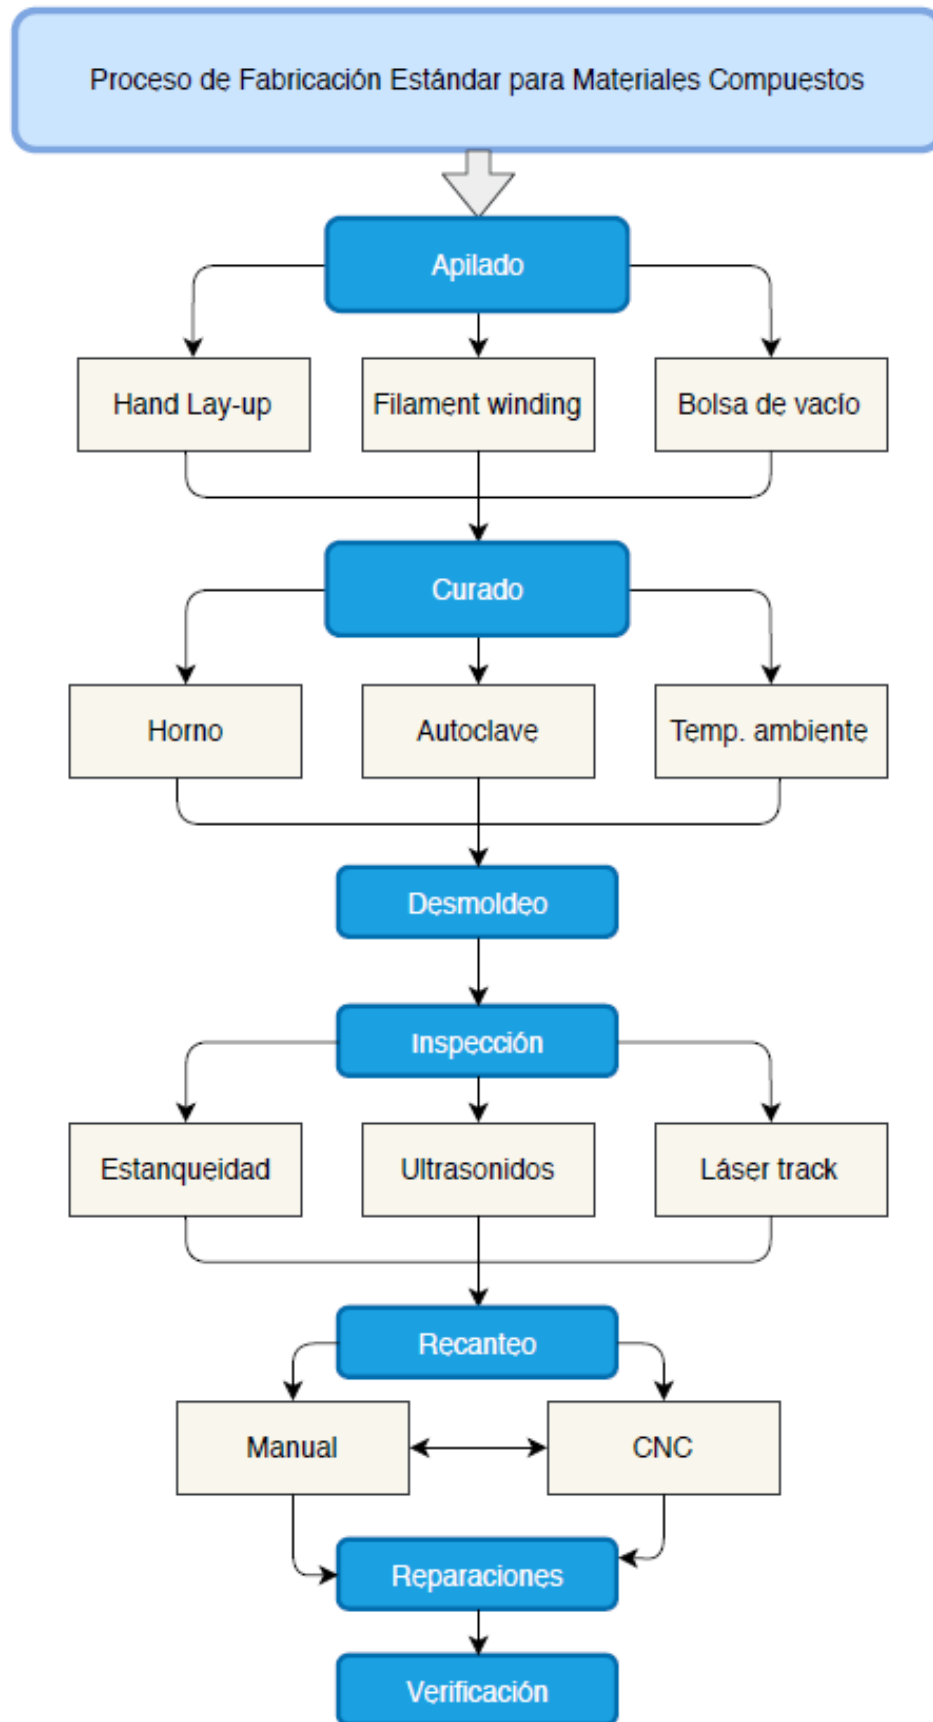 Proceso de Fabricación Estándar para Materiales Compuestos
Apilado
Hand Lay-up
Filament winding
Bolsa de vacío
Curado
Horno
Autoclave
Temp. ambiente
Desmoldeo
Inspección
Estanqueidad
Ultrasonidos
Láser track
Recanteo
Manual
CNC
Reparaciones
Verificación